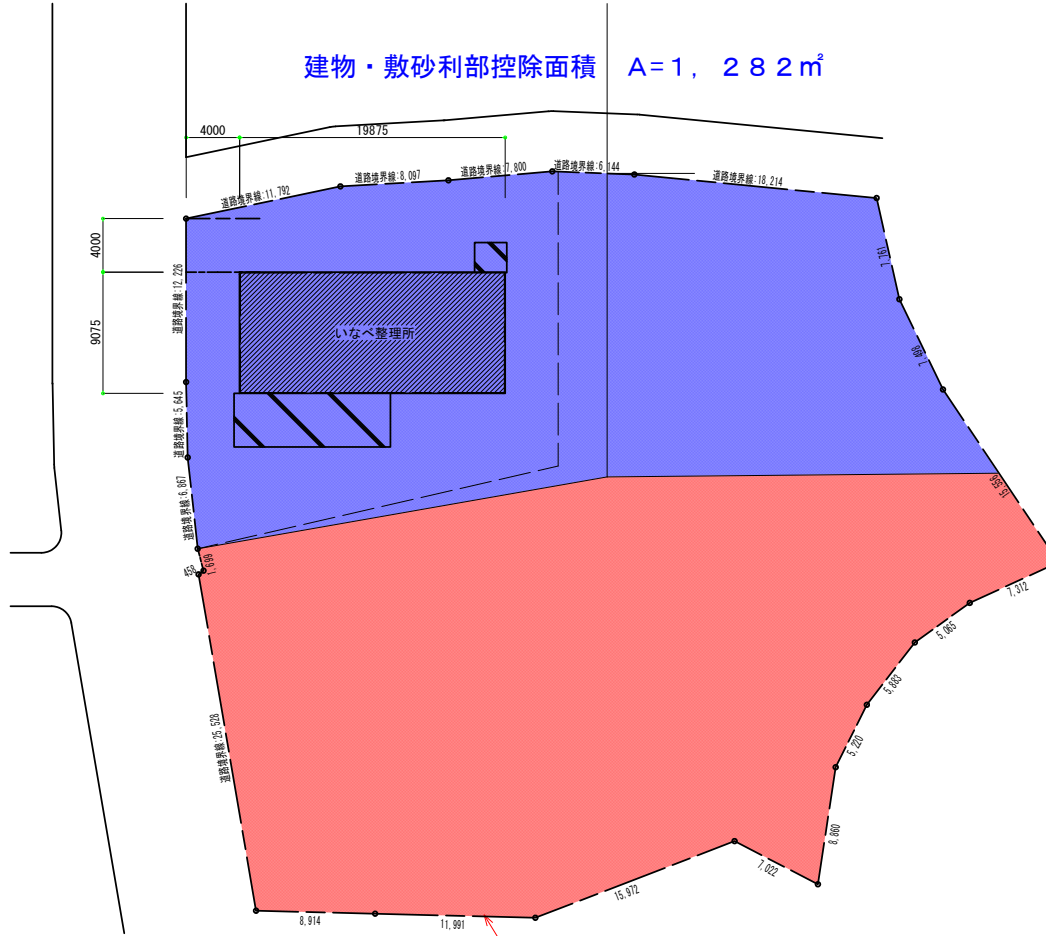 建物・敷砂利部控除面積　A=1，２８２㎡
4000
19875
道路境界線:11,792
道路境界線:8,097
道路境界線:7,800
道路境界線:6,144
道路境界線:18,214
4000
9075
道路境界線:12,226
いなべ整理所
7,761
7,498
道路境界線:5,645
道路境界線:6,867
15,556
458
1,699
7,312
5,065
5,883
5,220
道路境界線:25,528
8,860
7,022
15,972
8,914
11,991